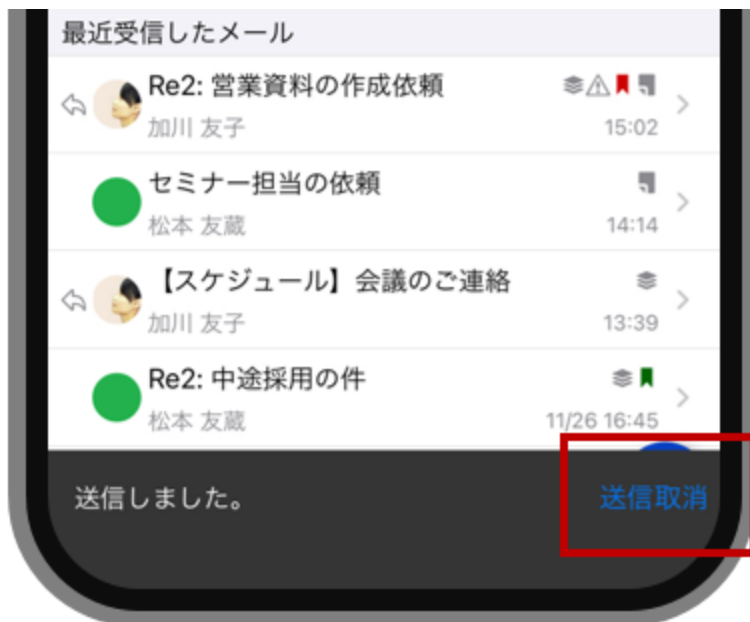 最近受信したメール
Re2: 営業資料の作成依頼
加川 友子 15:02
セミナー担当の依頼
松本 友蔵 14:14
【スケジュール】会議のご連絡
加川 友子 13:39
Re2: 中途採用の件
松本 友蔵 11/26 16:45
送信しました。 送信取消